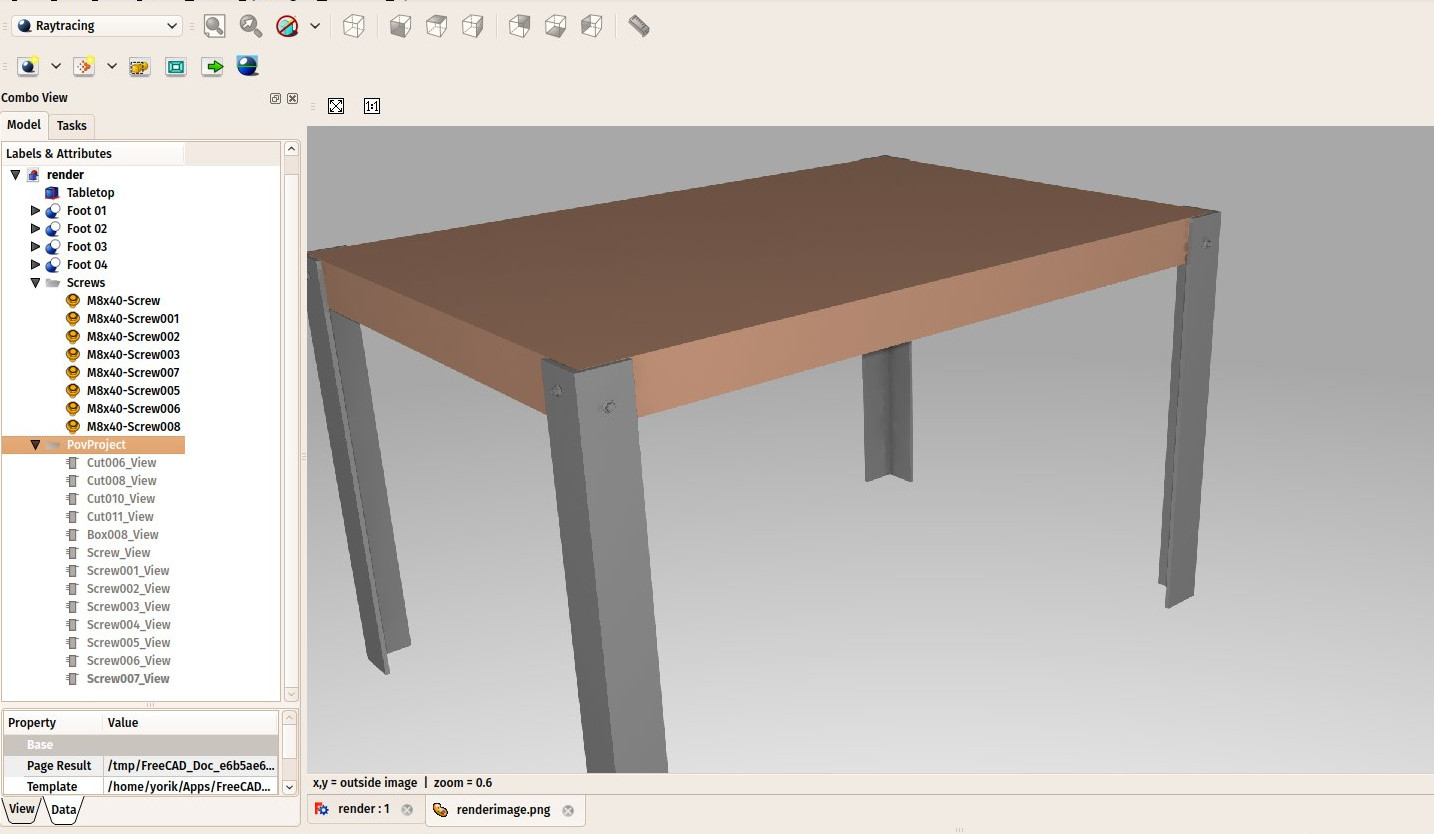 Raytracing
Combo View
1:1
Model Tasks
Labels & Attributes
render
Tabletop
Foot 01
Foot 02
Foot 03
Foot 04
Screws
M8x40-Screw
M8x40-Screw001
M8x40-Screw002
M8x40-Screw003
M8x40-Screw007
M8x40-Screw005
M8x40-Screw006
M8x40-Screw008
PovProject
Cut006_View
Cut008_View
Cut010_View
Cut011_View
Box008_View
Screw_View
Screw001_View
Screw002_View
Screw003_View
Screw004_View
Screw005_View
Screw006_View
Screw007_View
Property Value
Base
Page Result /tmp/FreeCAD_Doc_e6b5ae6...
Template /home/yorik/Apps/FreeCAD...
View Data
x,y = outside image | zoom = 0.6
render : 1 renderimage.png